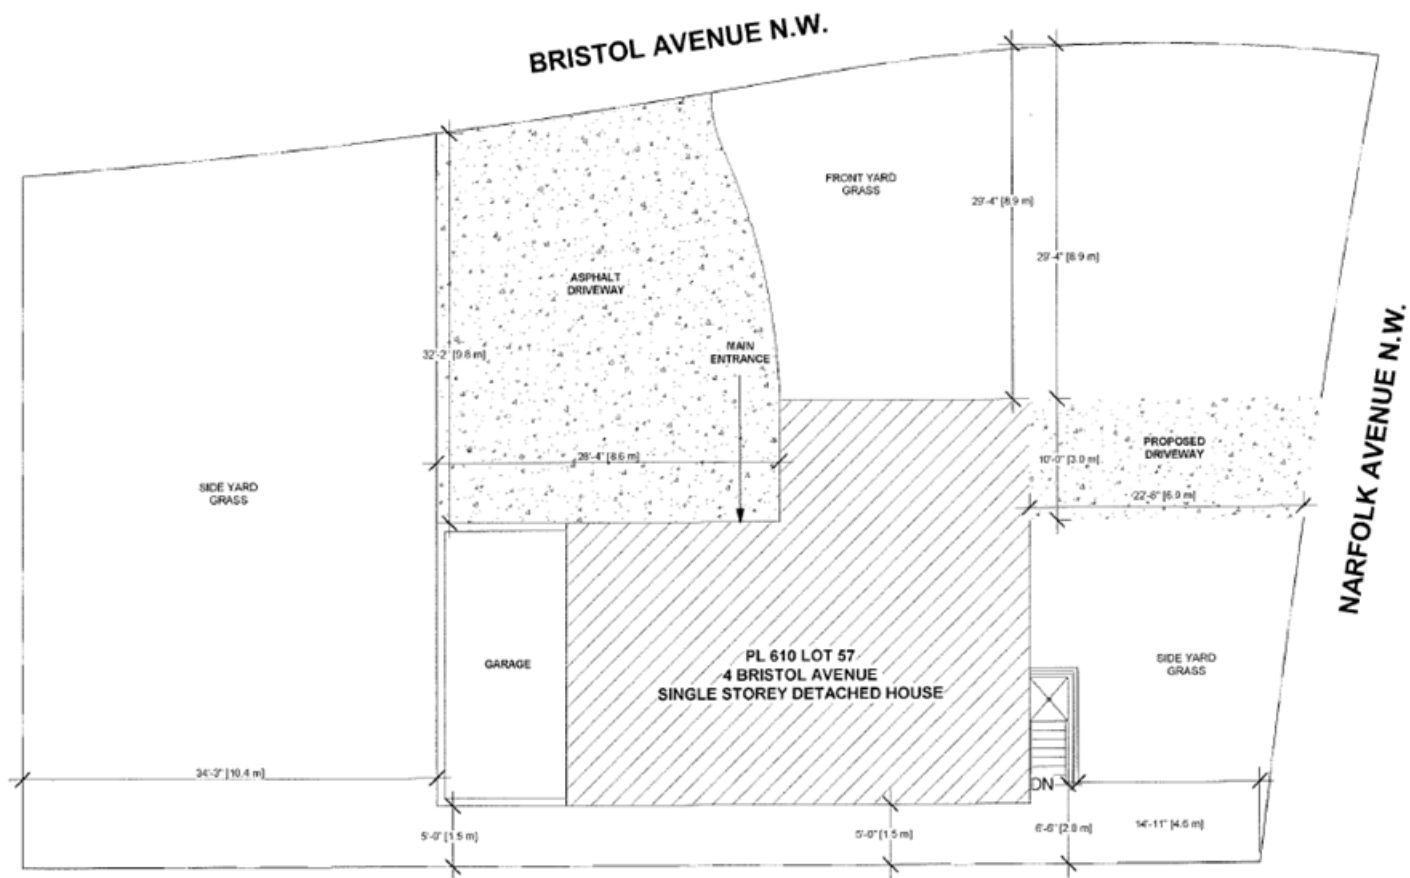 BRISTOL AVENUE N.W.
FRONT YARD
GRASS
29'-4" [8.9 m]
29'-4" [8.9 m]
ASPHALT
DRIVEWAY
MAIN
ENTRANCE
32'-2" [9.8 m]
NARFOLK AVENUE N.W.
28'-4" [8.6 m]
10'-0" [3.0 m]
PROPOSED
DRIVEWAY
22'-8" [6.9 m]
SIDE YARD
GRASS
GARAGE
PL 610 LOT 57
4 BRISTOL AVENUE
SINGLE STOREY DETACHED HOUSE
SIDE YARD
GRASS
34'-3" [10.4 m]
DN
5'-0" [1.5 m]
5'-0" [1.5 m]
6'-6" [2.0 m]
14'-11" [4.6 m]